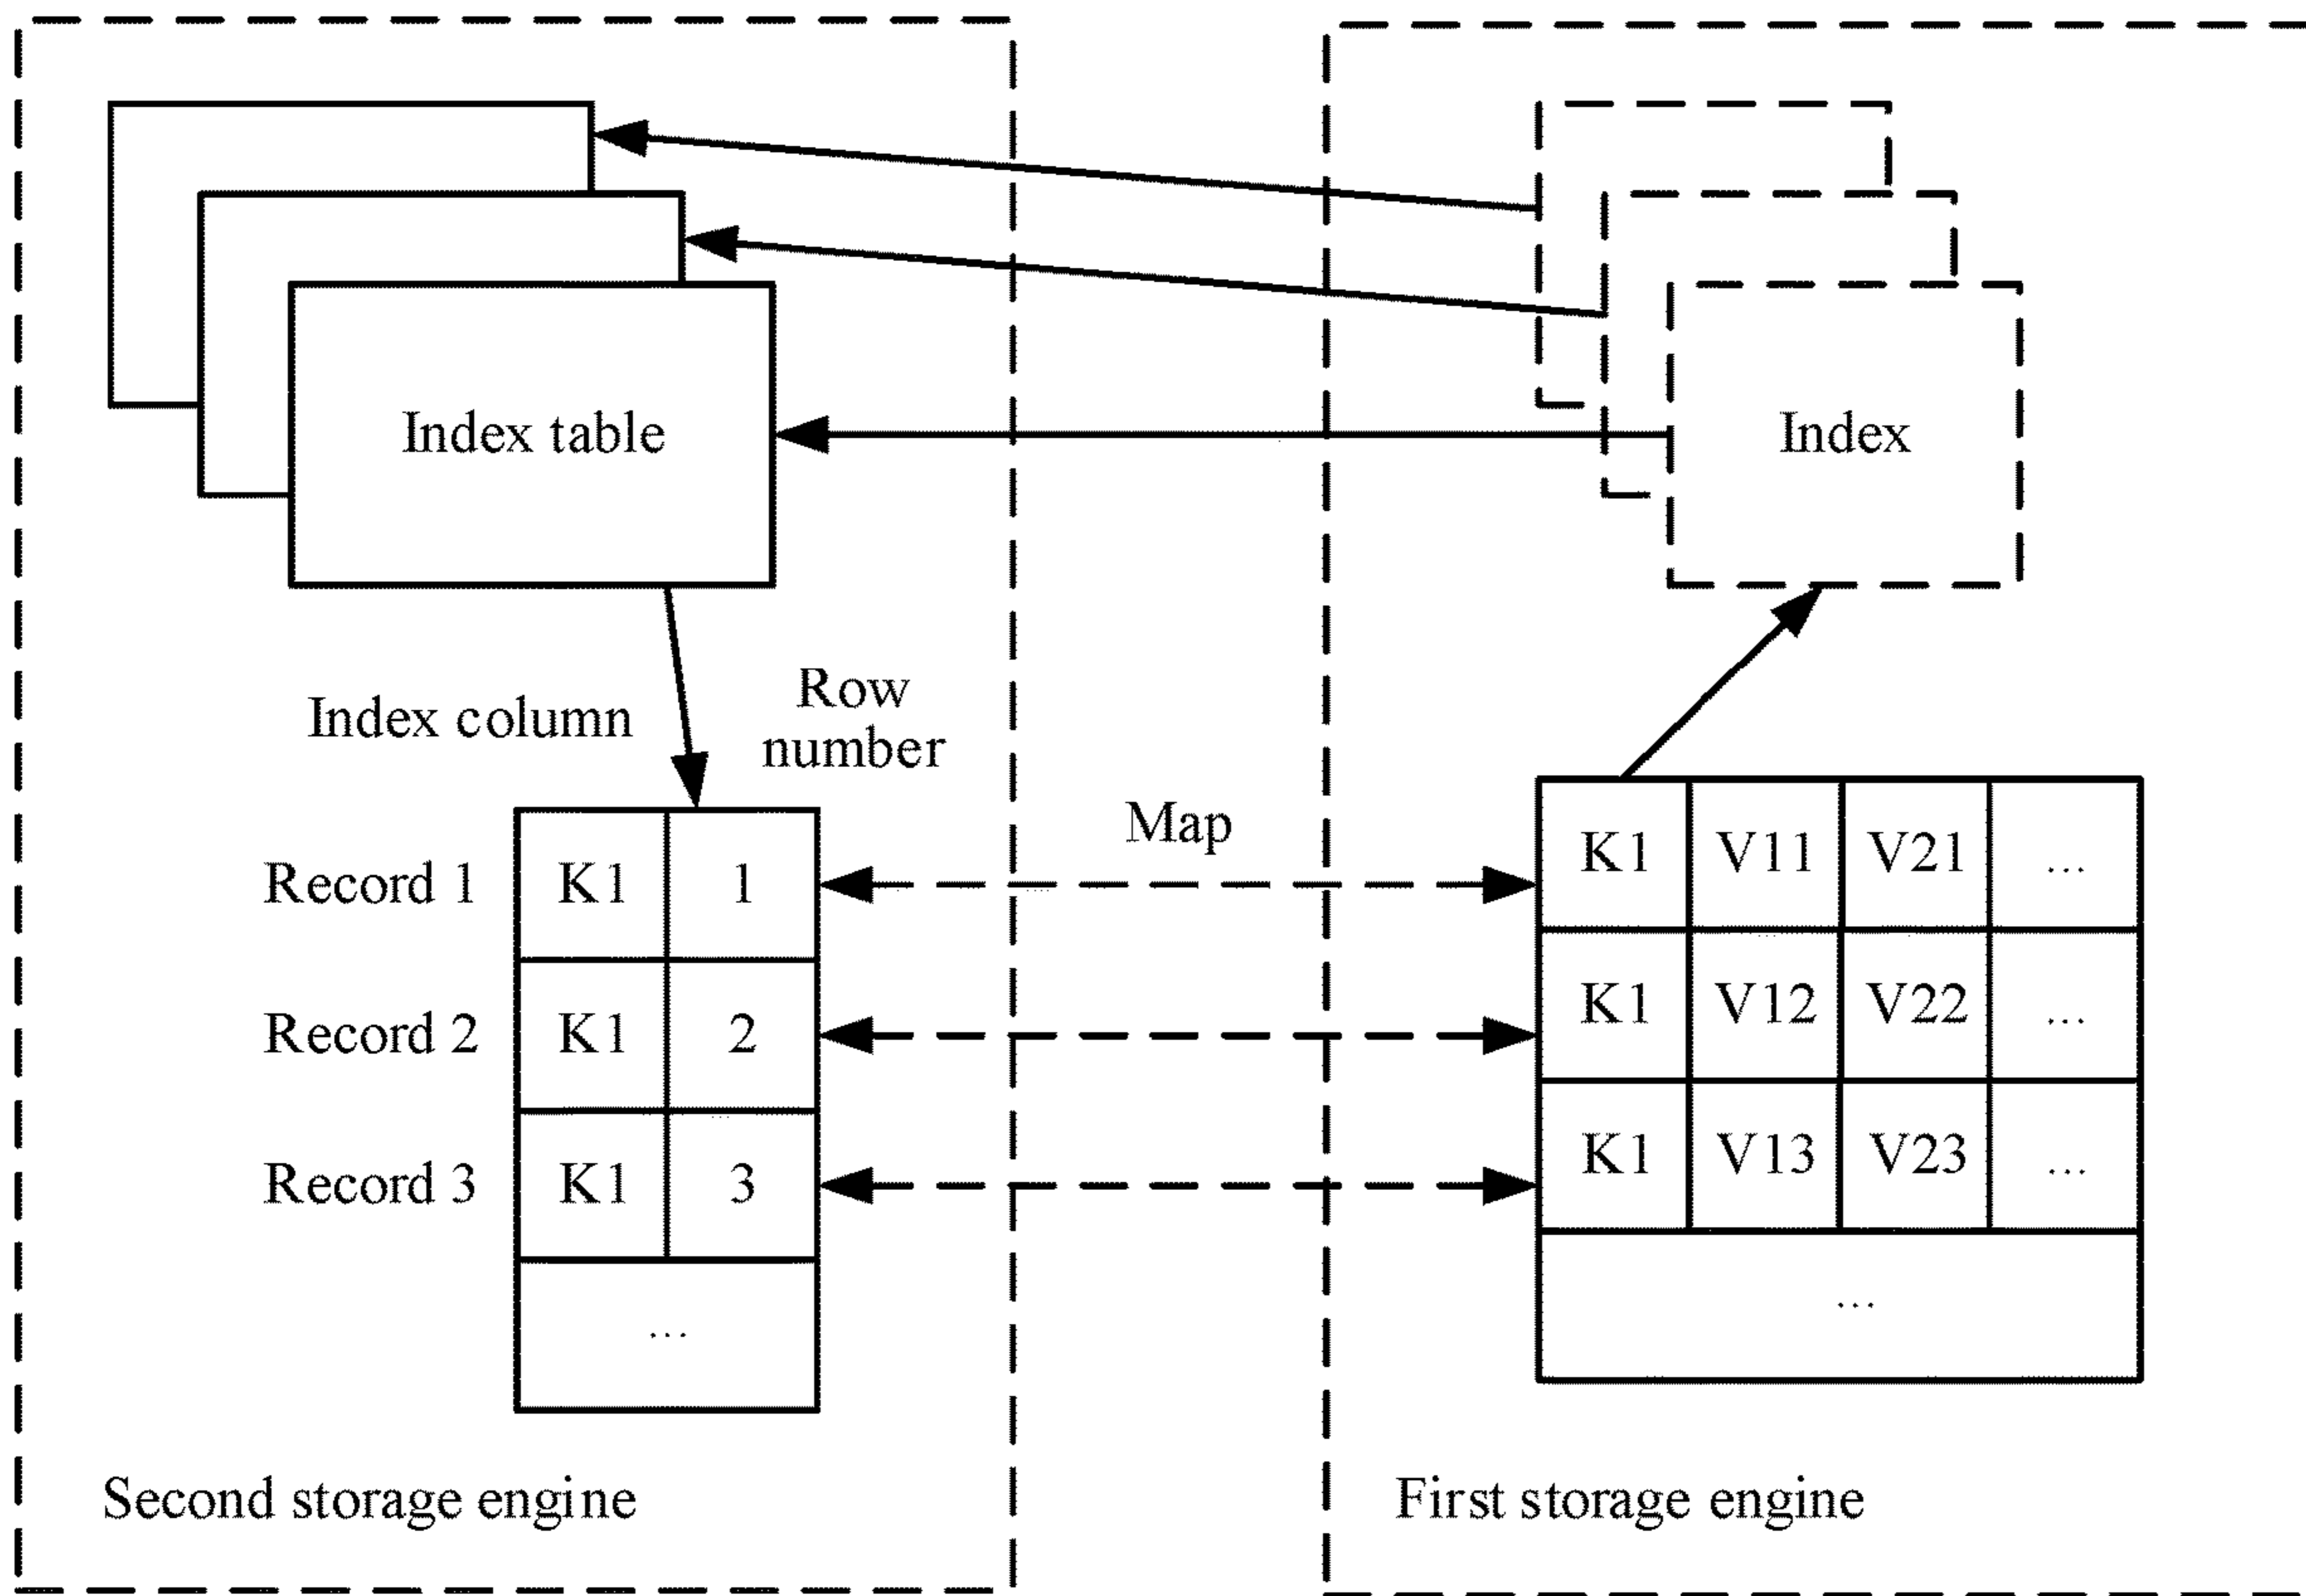 Index table
Index
Index column
Row
number
Map
Record 1 K1 1
Record 2 K1 2
Record 3 K1 3
...
K1 V11 V21 ...
K1 V12 V22 ...
K1 V13 V23 ...
...
Second storage engine
First storage engine